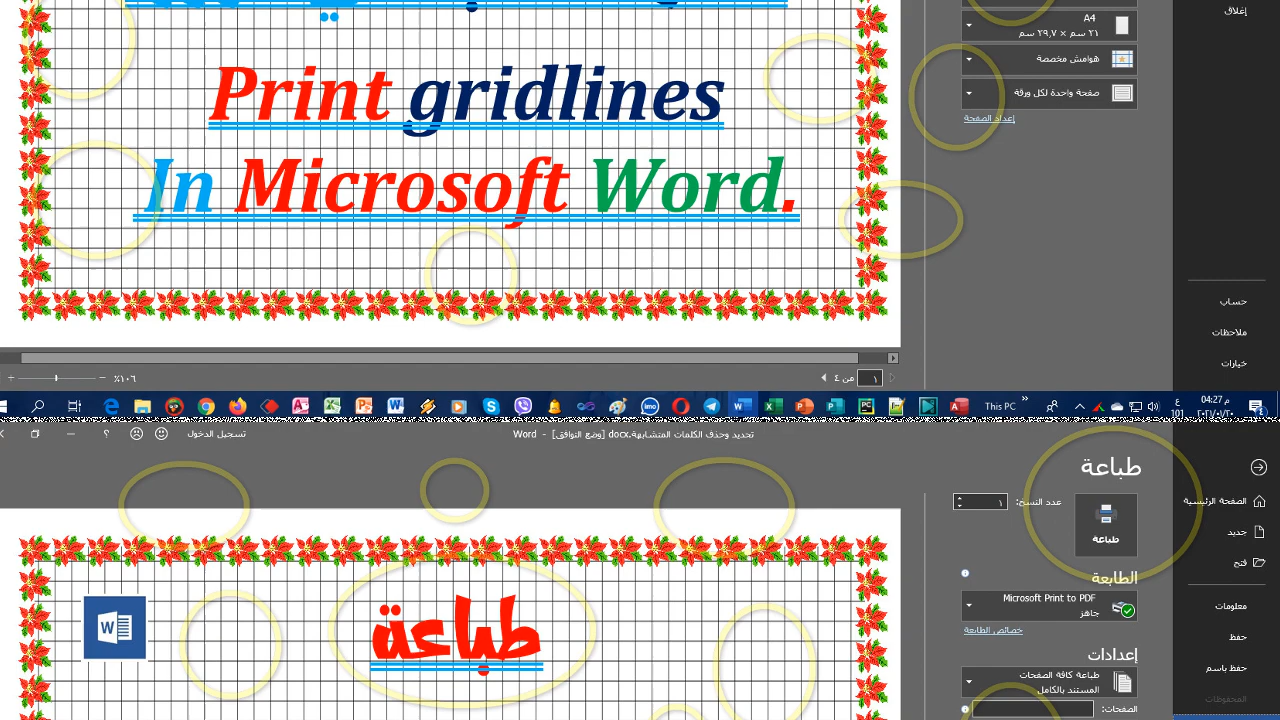 إغلاق
A4
٢١ سم × ٢٩,٧ سم
هوامش مخصصة
صفحة واحدة لكل ورقة
إعداد الصفحة
Print gridlines
In Microsoft Word.
حساب
ملاحظات
خيارات
١ من ٤
١٠٦٪
This PC
04:27 م
ع
تسجيل الدخول
تحديد وحذف الكلمات المتشابهة.docx [وضع التوافق] - Word
طباعة
عدد النسخ: ١
طباعة
الصفحة الرئيسية
جديد
فتح
الطابعة
Microsoft Print to PDF
جاهز
خصائص الطابعة
معلومات
حفظ
حفظ باسم
المحفوظات
إعدادات
طباعة كافة الصفحات
المستند بالكامل
الصفحات:
W
طباعة